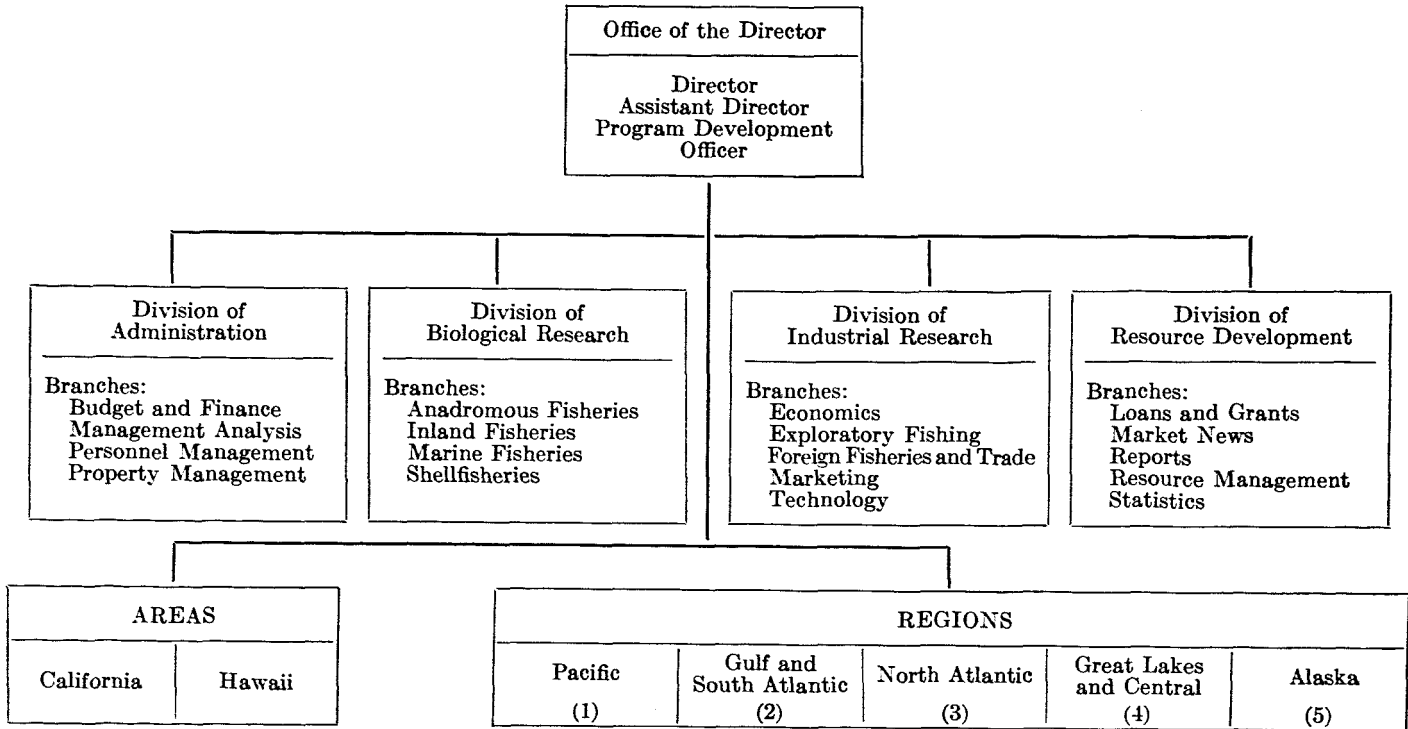 Office of the Director
Director
Assistant Director
Program Development
Officer
Division of
Administration
Branches:
Budget and Finance
Management Analysis
Personnel Management
Property Management
Division of
Biological Research
Branches:
Anadromous Fisheries
Inland Fisheries
Marine Fisheries
Shellfisheries
Division of
Industrial Research
Branches:
Economics
Exploratory Fishing
Foreign Fisheries and Trade
Marketing
Technology
Division of
Resource Development
Branches:
Loans and Grants
Market News
Reports
Resource Management
Statistics
AREAS
California
Hawaii
REGIONS
Pacific
(1)
Gulf and
South Atlantic
(2)
North Atlantic
(3)
Great Lakes
and Central
(4)
Alaska
(5)